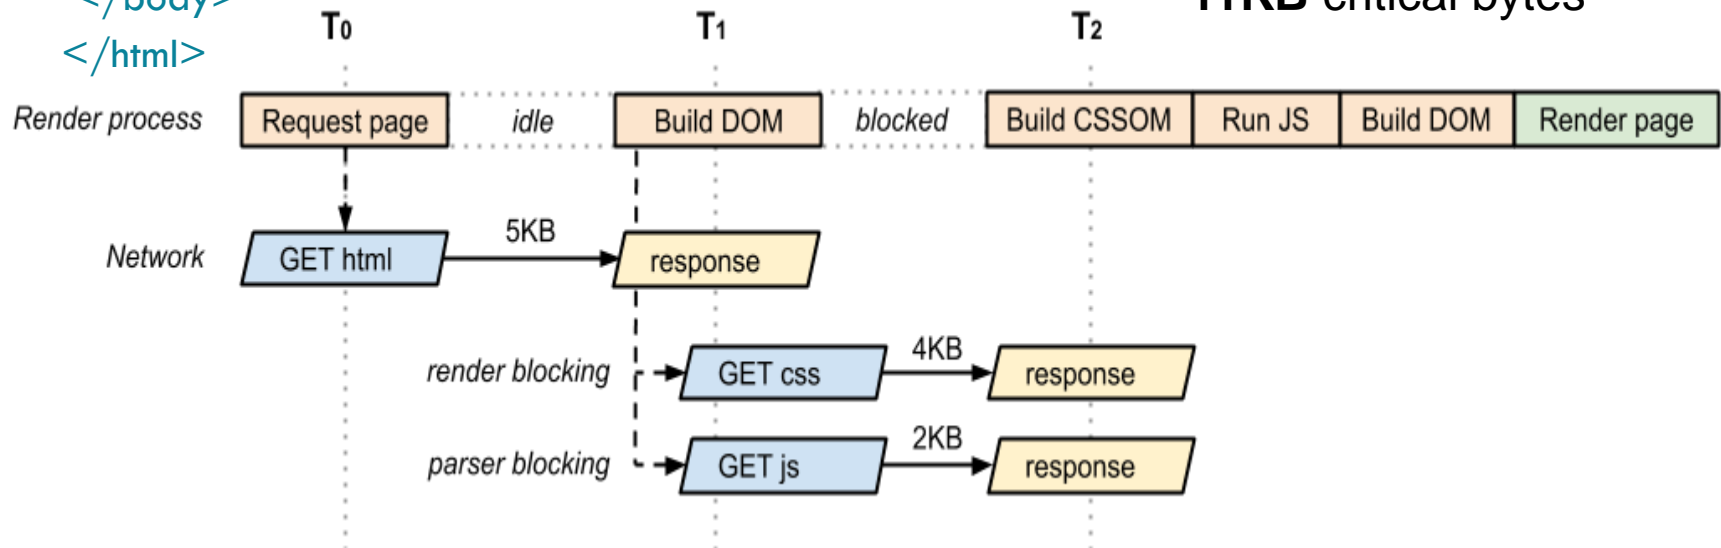 </body>
11KB critical bytes
T0 T1 T2
</html>
Render process Request page idle Build DOM blocked Build CSSOM Run JS Build DOM Render page
5KB
Network GET html response
4KB
render blocking GET css response
2KB
parser blocking GET js response